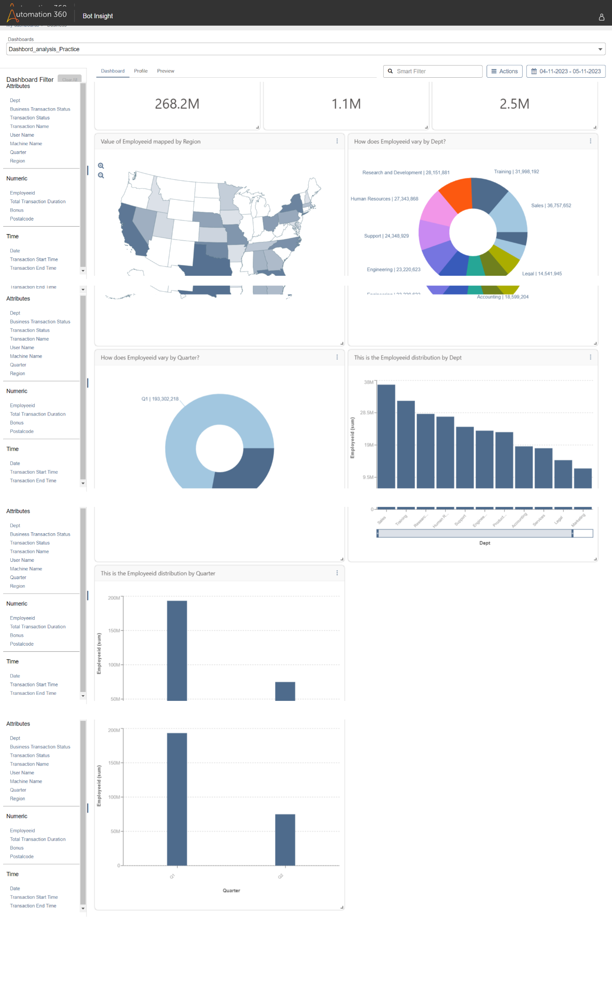 Automation 360
Bot Insight
Dashboards
Dashbord_analysis_Practice
Dashboard Filter
Clear All
Dashboard
Profile
Preview
Smart Filter
Actions
04-11-2023 - 05-11-2023
Attributes
Dept
Business Transaction Status
Transaction Status
Transaction Name
User Name
Machine Name
Quarter
Region
Numeric
Employeeid
Total Transaction Duration
Bonus
Postalcode
Time
Date
Transaction Start Time
Transaction End Time
268.2M
1.1M
2.5M
Value of Employeeid mapped by Region
How does Employeeid vary by Dept?
Research and Development | 28,151,881
Training | 31,998,192
Human Resources | 27,343,868
Sales | 36,757,652
Support | 24,348,929
Engineering | 23,220,623
Legal | 14,541,945
Transaction End Time
Engineering | 23,220,623
Accounting | 18,599,204
Attributes
Dept
Business Transaction Status
Transaction Status
Transaction Name
User Name
Machine Name
Quarter
Region
Numeric
Employeeid
Total Transaction Duration
Bonus
Postalcode
Time
Date
Transaction Start Time
Transaction End Time
How does Employeeid vary by Quarter?
Q1 | 193,302,218
This is the Employeeid distribution by Dept
Employeeid (sum)
38M
28.5M
19M
9.5M
0
Sales
Training
Researc...
Human R...
Support
Enginee...
Product...
Accounting
Services
Legal
Marketing
Dept
Attributes
Dept
Business Transaction Status
Transaction Status
Transaction Name
User Name
Machine Name
Quarter
Region
Numeric
Employeeid
Total Transaction Duration
Bonus
Postalcode
Time
Date
Transaction Start Time
Transaction End Time
This is the Employeeid distribution by Quarter
Employeeid (sum)
200M
150M
100M
50M
Attributes
Dept
Business Transaction Status
Transaction Status
Transaction Name
User Name
Machine Name
Quarter
Region
Numeric
Employeeid
Total Transaction Duration
Bonus
Postalcode
Time
Date
Transaction Start Time
Transaction End Time
Employeeid (sum)
200M
150M
100M
50M
0
Q1
Q2
Quarter